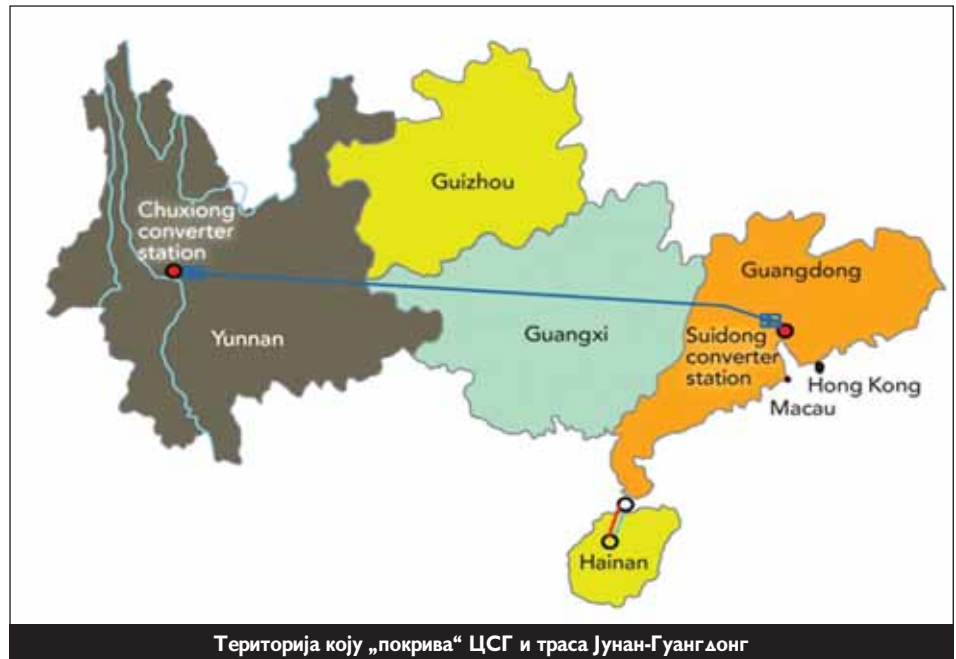 Guizhou
Chuxiong
converter
station
Guangdong
Yunnan
Guangxi
Suidong
converter
station
Hong Kong
Macau
Hainan
Територија коју „покрива“ ЦСГ и траса Јунан-Гуангдонг